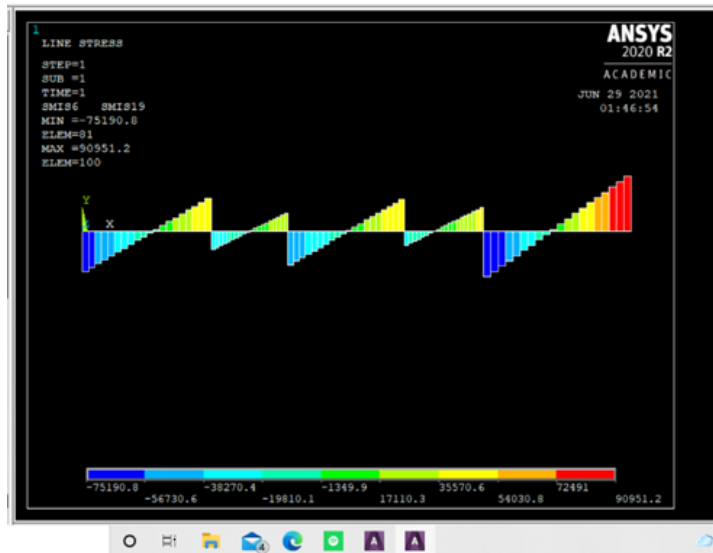 1
LINE STRESS
STEP=1
SUB =1
TIME=1
SMIS6 SMIS19
MIN =-75190.8
ELEM=81
MAX =90951.2
ELEM=100
ANSYS
2020 R2
ACADEMIC
JUN 29 2021
01:46:54
Y
X
-75190.8 -38270.4 -1349.9 35570.6 72491
-56730.6 -19810.1 17110.3 54030.8 90951.2
4
A A